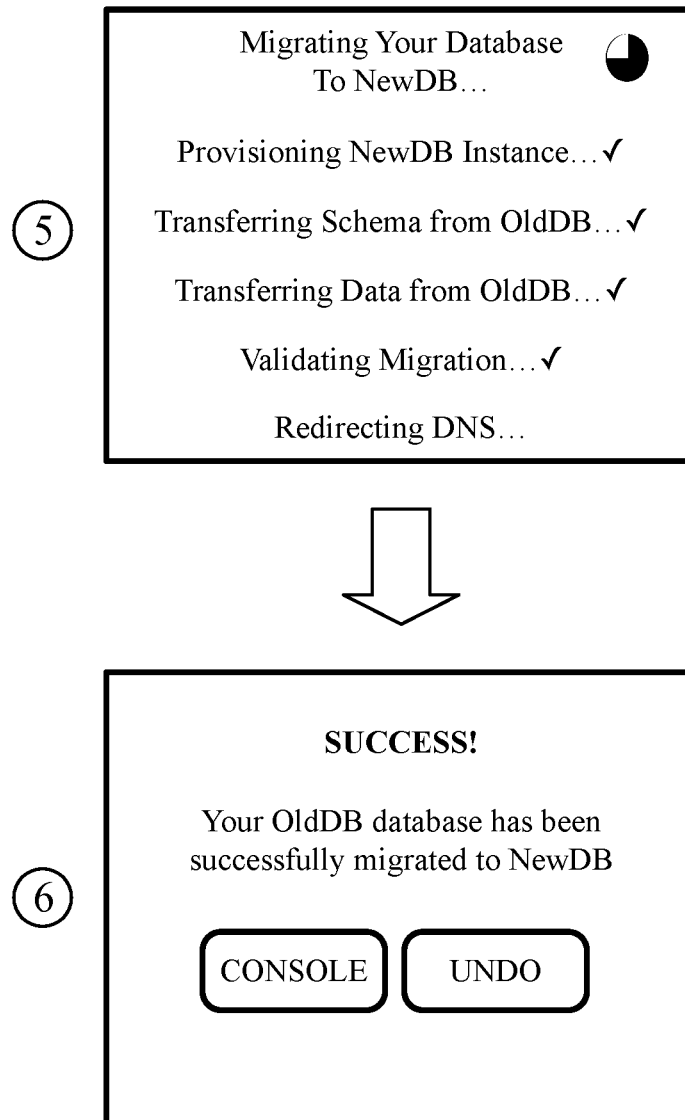 Migrating Your Database
To NewDB…
Provisioning NewDB Instance…✓
5
Transferring Schema from OldDB…✓
Transferring Data from OldDB…✓
Validating Migration…✓
Redirecting DNS…
SUCCESS!
Your OldDB database has been
successfully migrated to NewDB
6
CONSOLE UNDO